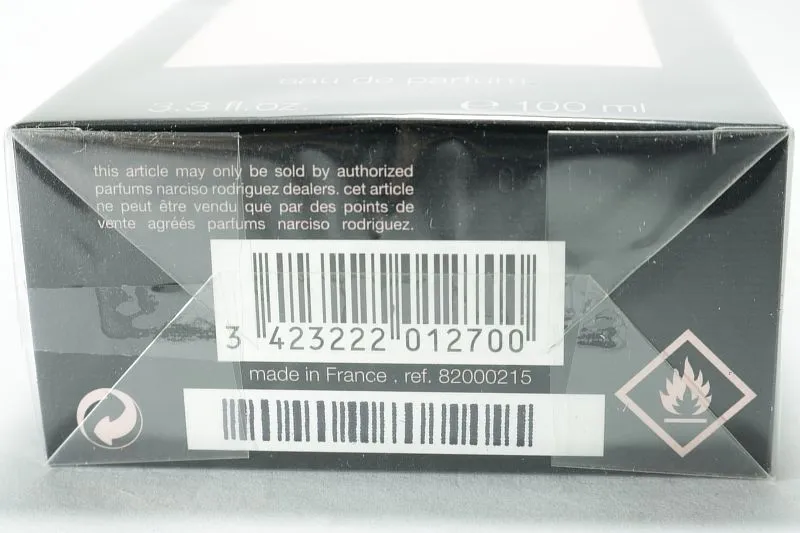 eau de parfum
3.3 fl.oz. ℮ 100 ml
this article may only be sold by authorized
parfums narciso rodriguez dealers. cet article
ne peut être vendu que par des points de
vente agréés parfums narciso rodriguez.
3 423222 012700
made in France . ref. 82000215